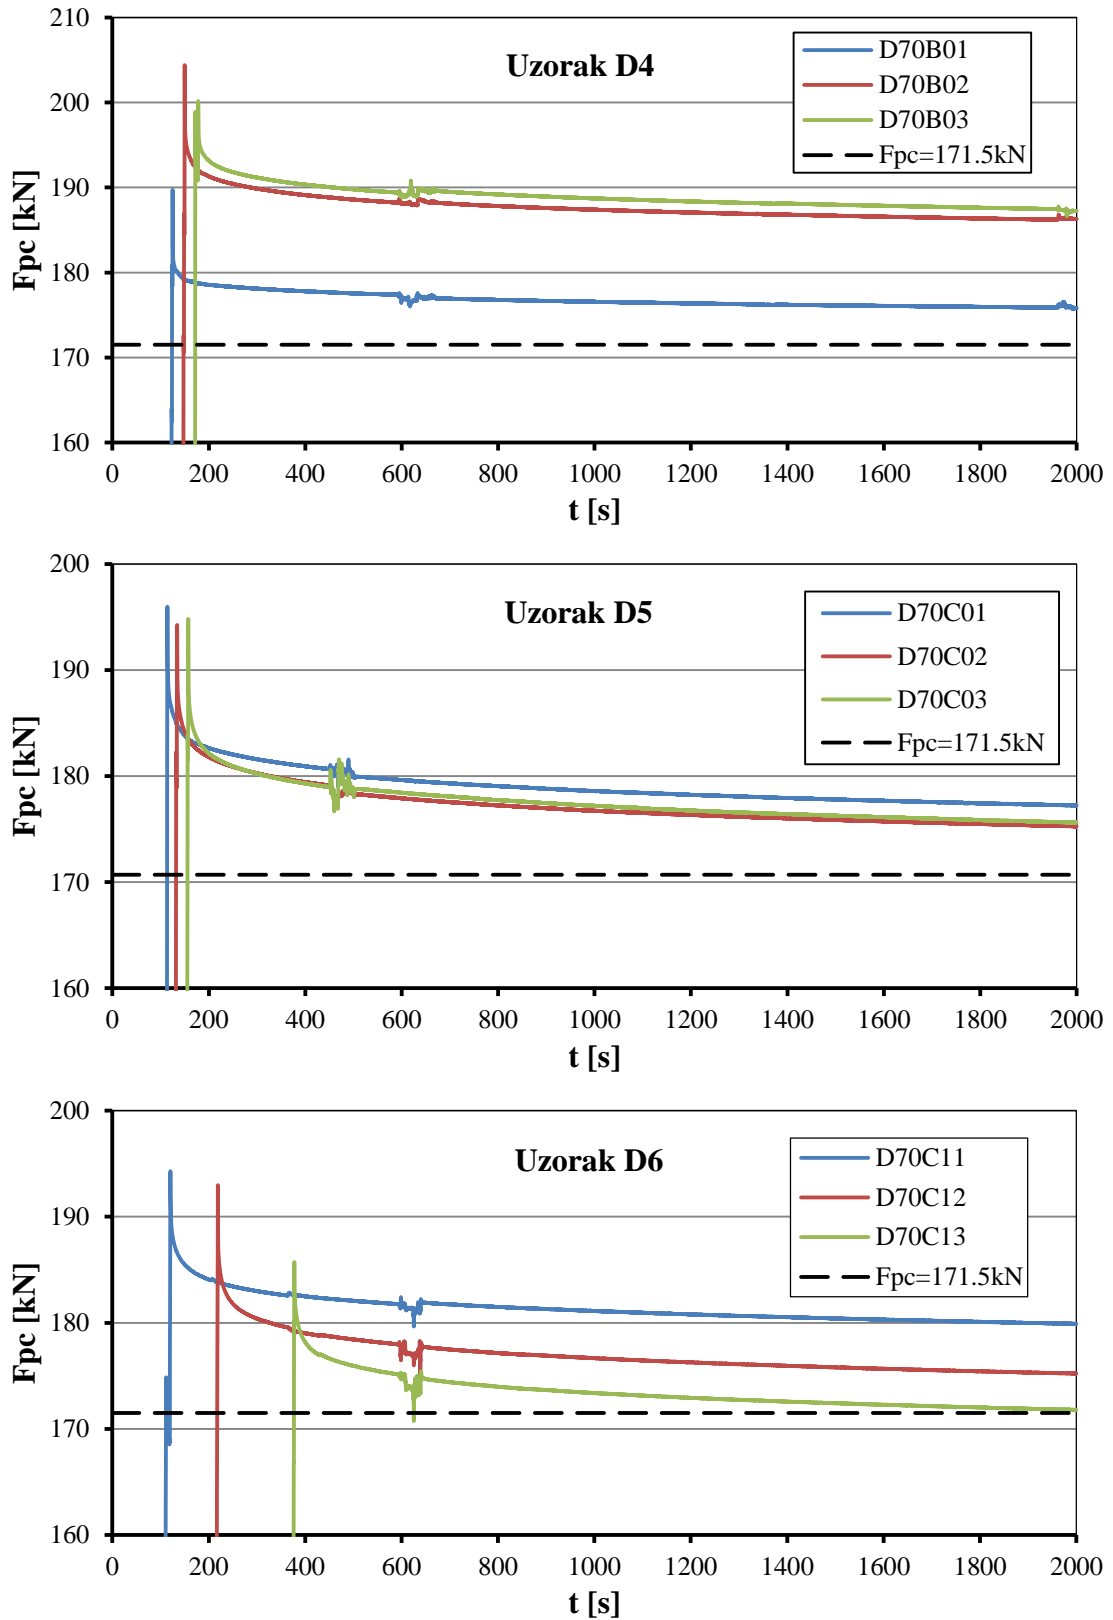 210
200
190
180
170
160
Fpc [kN]
Uzorak D4
D70B01
D70B02
D70B03
Fpc=171.5kN
0 200 400 600 800 1000 1200 1400 1600 1800 2000
t [s]
200
190
180
170
160
Fpc [kN]
Uzorak D5
D70C01
D70C02
D70C03
Fpc=171.5kN
0 200 400 600 800 1000 1200 1400 1600 1800 2000
t [s]
200
190
180
170
160
Fpc [kN]
Uzorak D6
D70C11
D70C12
D70C13
Fpc=171.5kN
0 200 400 600 800 1000 1200 1400 1600 1800 2000
t [s]